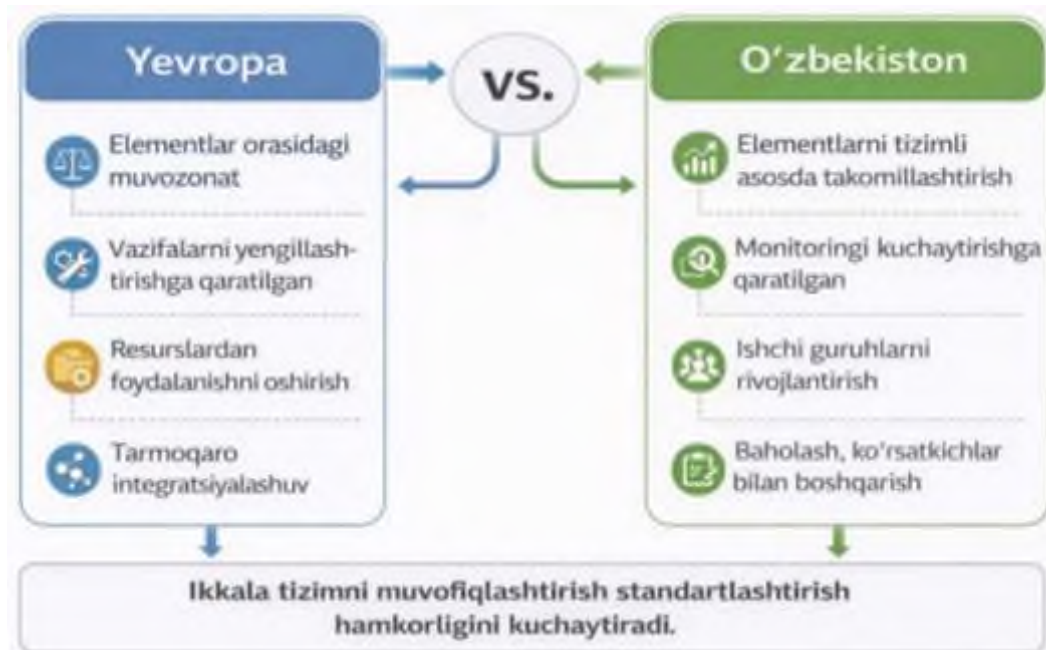 Yevropa
VS.
O‘zbekiston
Elementlar orasidagi
muvozonat
Vazifalarni yengillash-
tirishga qaratilgan
Resurslardan
foydalanishni oshirish
Tarmoqaro
integratsiyalashuv
Elementlarni tizimli
asosda takomillashtirish
Monitoringi kuchaytirishga
qaratilgan
Ishchi guruhlarni
rivojlantirish
Baholash, ko‘rsatkichlar
bilan boshqarish
Ikkala tizimni muvofiqlashtirish standartlashtirish
hamkorligini kuchaytiradi.